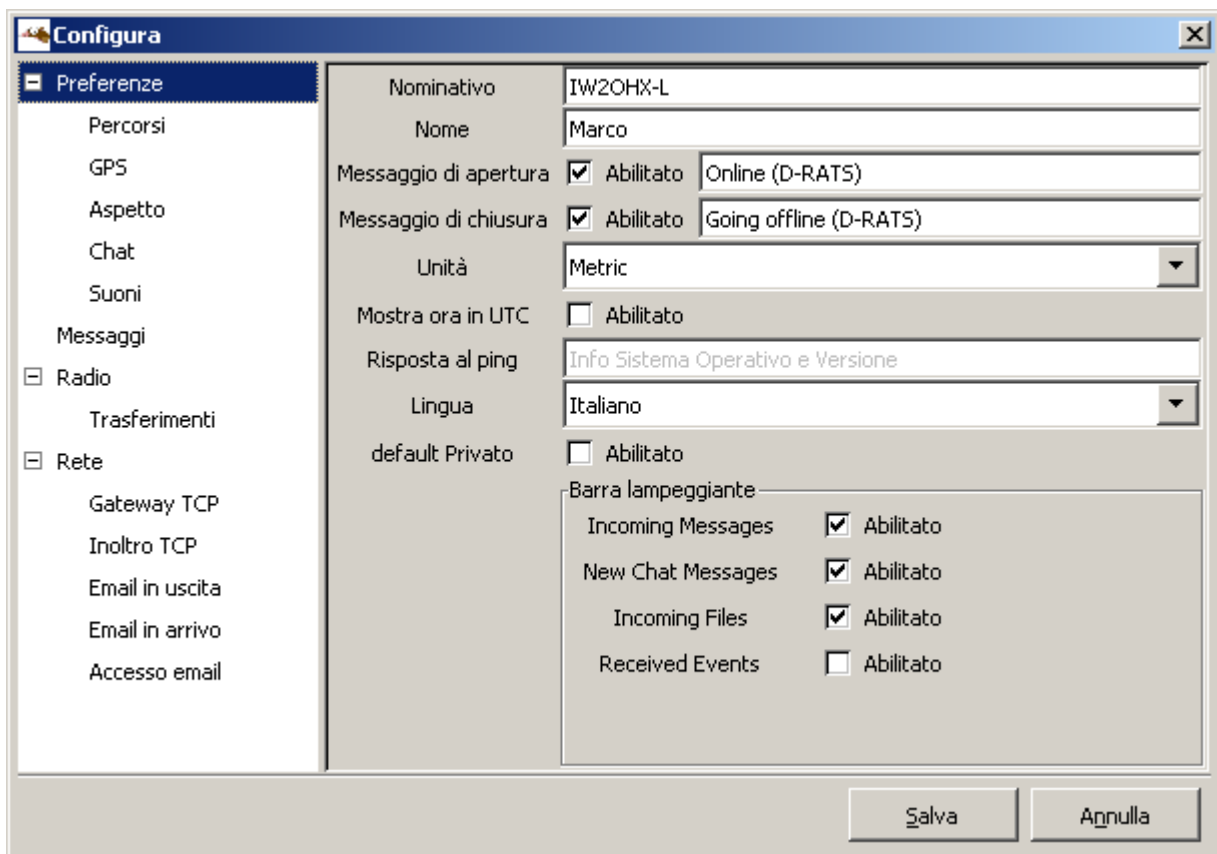 Configura
Preferenze
Percorsi
GPS
Aspetto
Chat
Suoni
Messaggi
Radio
Trasferimenti
Rete
Gateway TCP
Inoltro TCP
Email in uscita
Email in arrivo
Accesso email
Nominativo IW2OHX-L
Nome Marco
Messaggio di apertura Abilitato Online (D-RATS)
Messaggio di chiusura Abilitato Going offline (D-RATS)
Unità Metric
Mostra ora in UTC Abilitato
Risposta al ping Info Sistema Operativo e Versione
Lingua Italiano
default Privato Abilitato
Barra lampeggiante
Incoming Messages Abilitato
New Chat Messages Abilitato
Incoming Files Abilitato
Received Events Abilitato
Salva Annulla